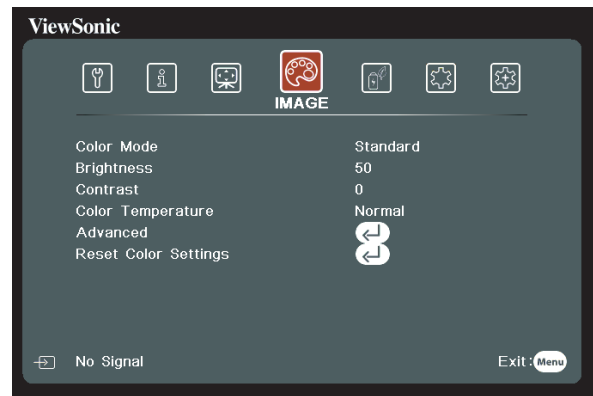 ViewSonic
IMAGE
Color Mode Standard
Brightness 50
Contrast 0
Color Temperature Normal
Advanced
Reset Color Settings
No Signal Exit: Menu